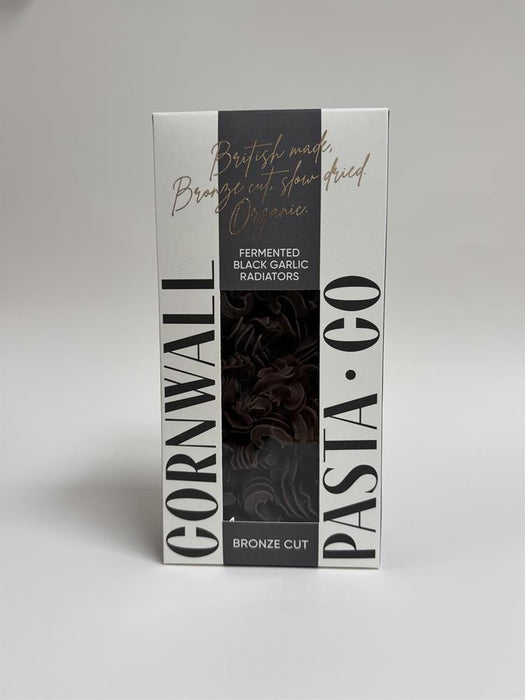 British made,
Bronze cut, slow dried.
Organic.
FERMENTED
BLACK GARLIC
RADIATORS
CORNWALL
PASTA • CO
BRONZE CUT